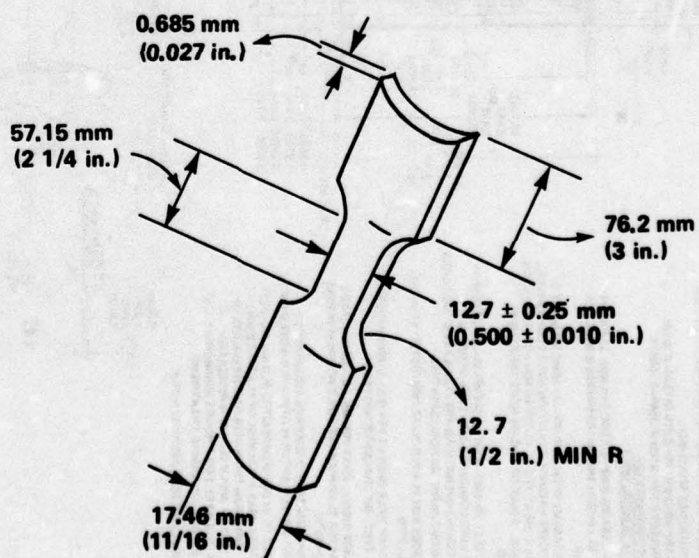 0.685 mm
(0.027 in.)
57.15 mm
(2 1/4 in.)
76.2 mm
(3 in.)
12.7 ± 0.25 mm
(0.500 ± 0.010 in.)
12.7
(1/2 in.) MIN R
17.46 mm
(11/16 in.)